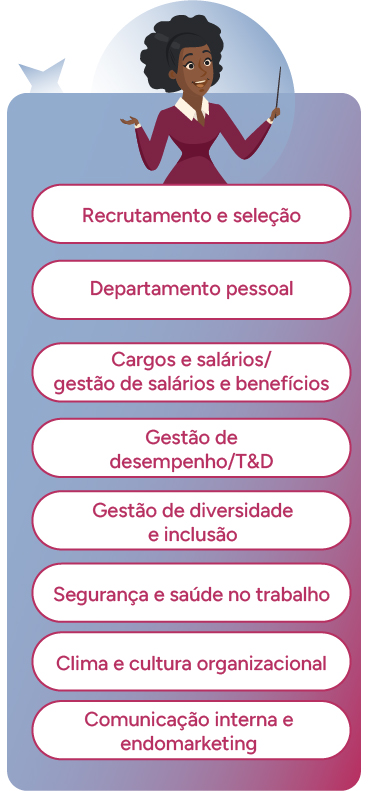 Recrutamento e seleção
Departamento pessoal
Cargos e salários/
gestão de salários e benefícios
Gestão de
desempenho/T&D
Gestão de diversidade
e inclusão
Segurança e saúde no trabalho
Clima e cultura organizacional
Comunicação interna e
endomarketing